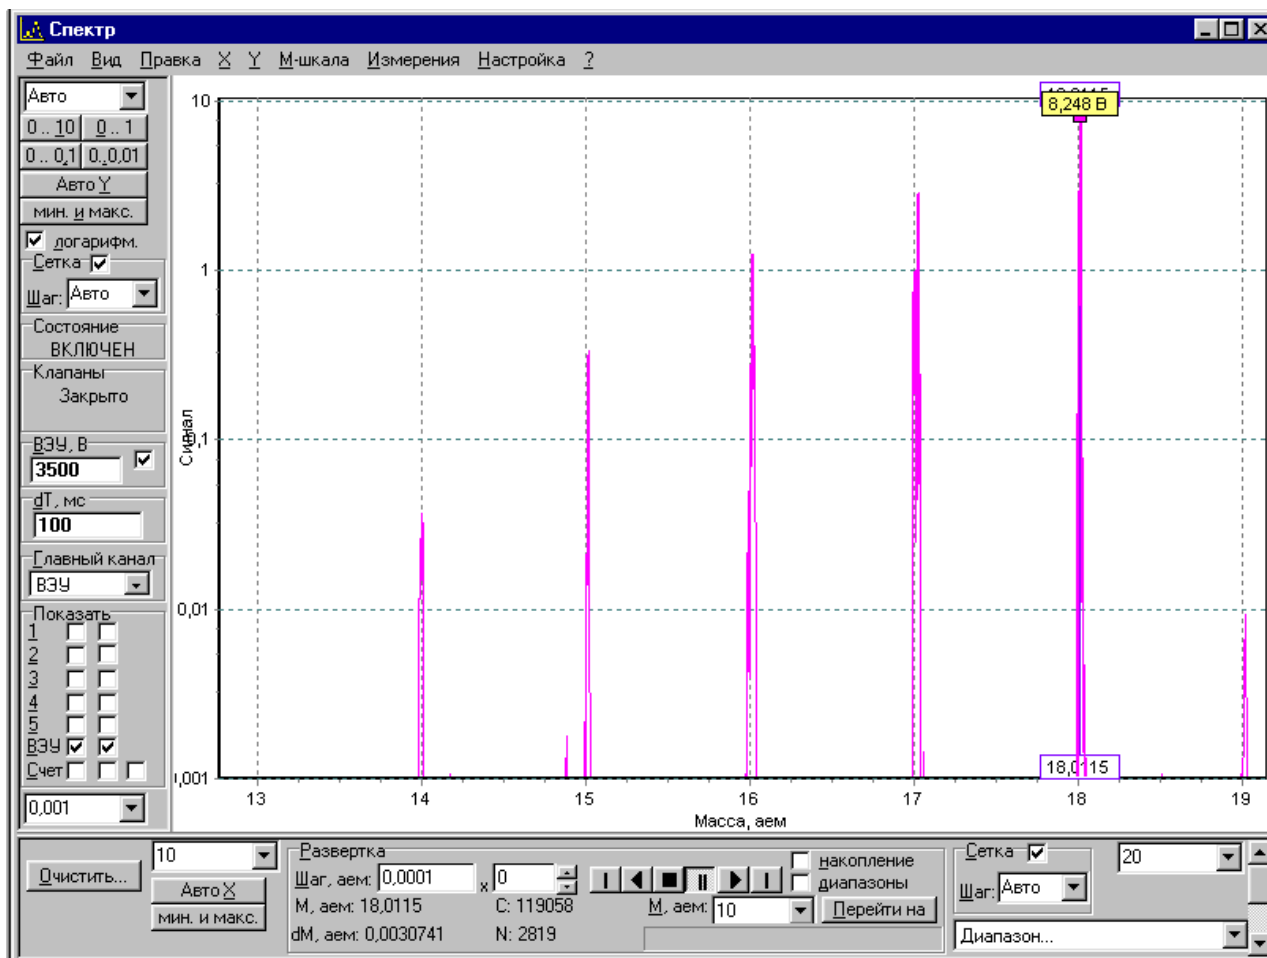 Спектр
Файл Вид Правка X Y М-шкала Измерения Настройка ?
Авто
0 .. 10 0 .. 1
0 .. 0,1 0..0,01
Авто Y
мин. и макс.
логарифм.
Сетка
Шаг: Авто
Состояние
ВКЛЮЧЕН
Клапаны
Закрыто
ВЭУ, В
3500
dT, мс
100
Главный канал
ВЭУ
Показать
1
2
3
4
5
ВЭУ
Счет
0,001
Сигнал
10
1
0,1
0,01
,001
8,248 В
18,0115
13 14 15 16 17 18 19
Масса, аем
Очистить...
10
Авто X
мин. и макс.
Развертка
Шаг, аем: 0,0001 x 0
М, аем: 18,0115 C: 119058
dM, аем: 0,0030741 N: 2819
накопление
диапазоны
М, аем: 10 Перейти на
Сетка
Шаг: Авто
20
Диапазон...